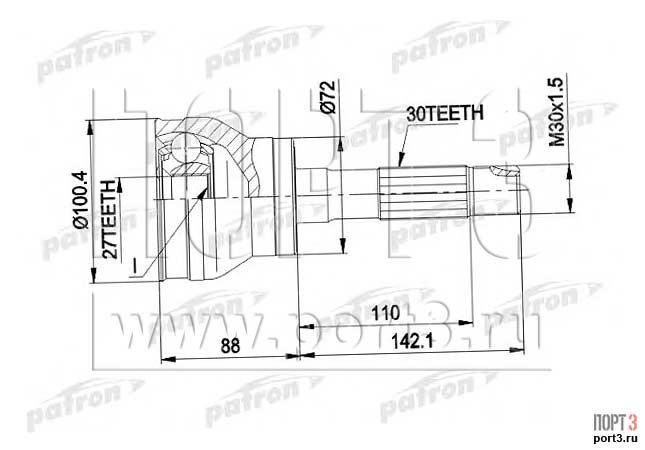 patron patron patron
ПОРТ3
Ø72
30TEETH
M30x1.5
patron patron patron
Ø100.4
27TEETH
I
patron patron patron
110
www.port3.ru
88
142.1
patron patron patron
ПОРТ 3
port3.ru